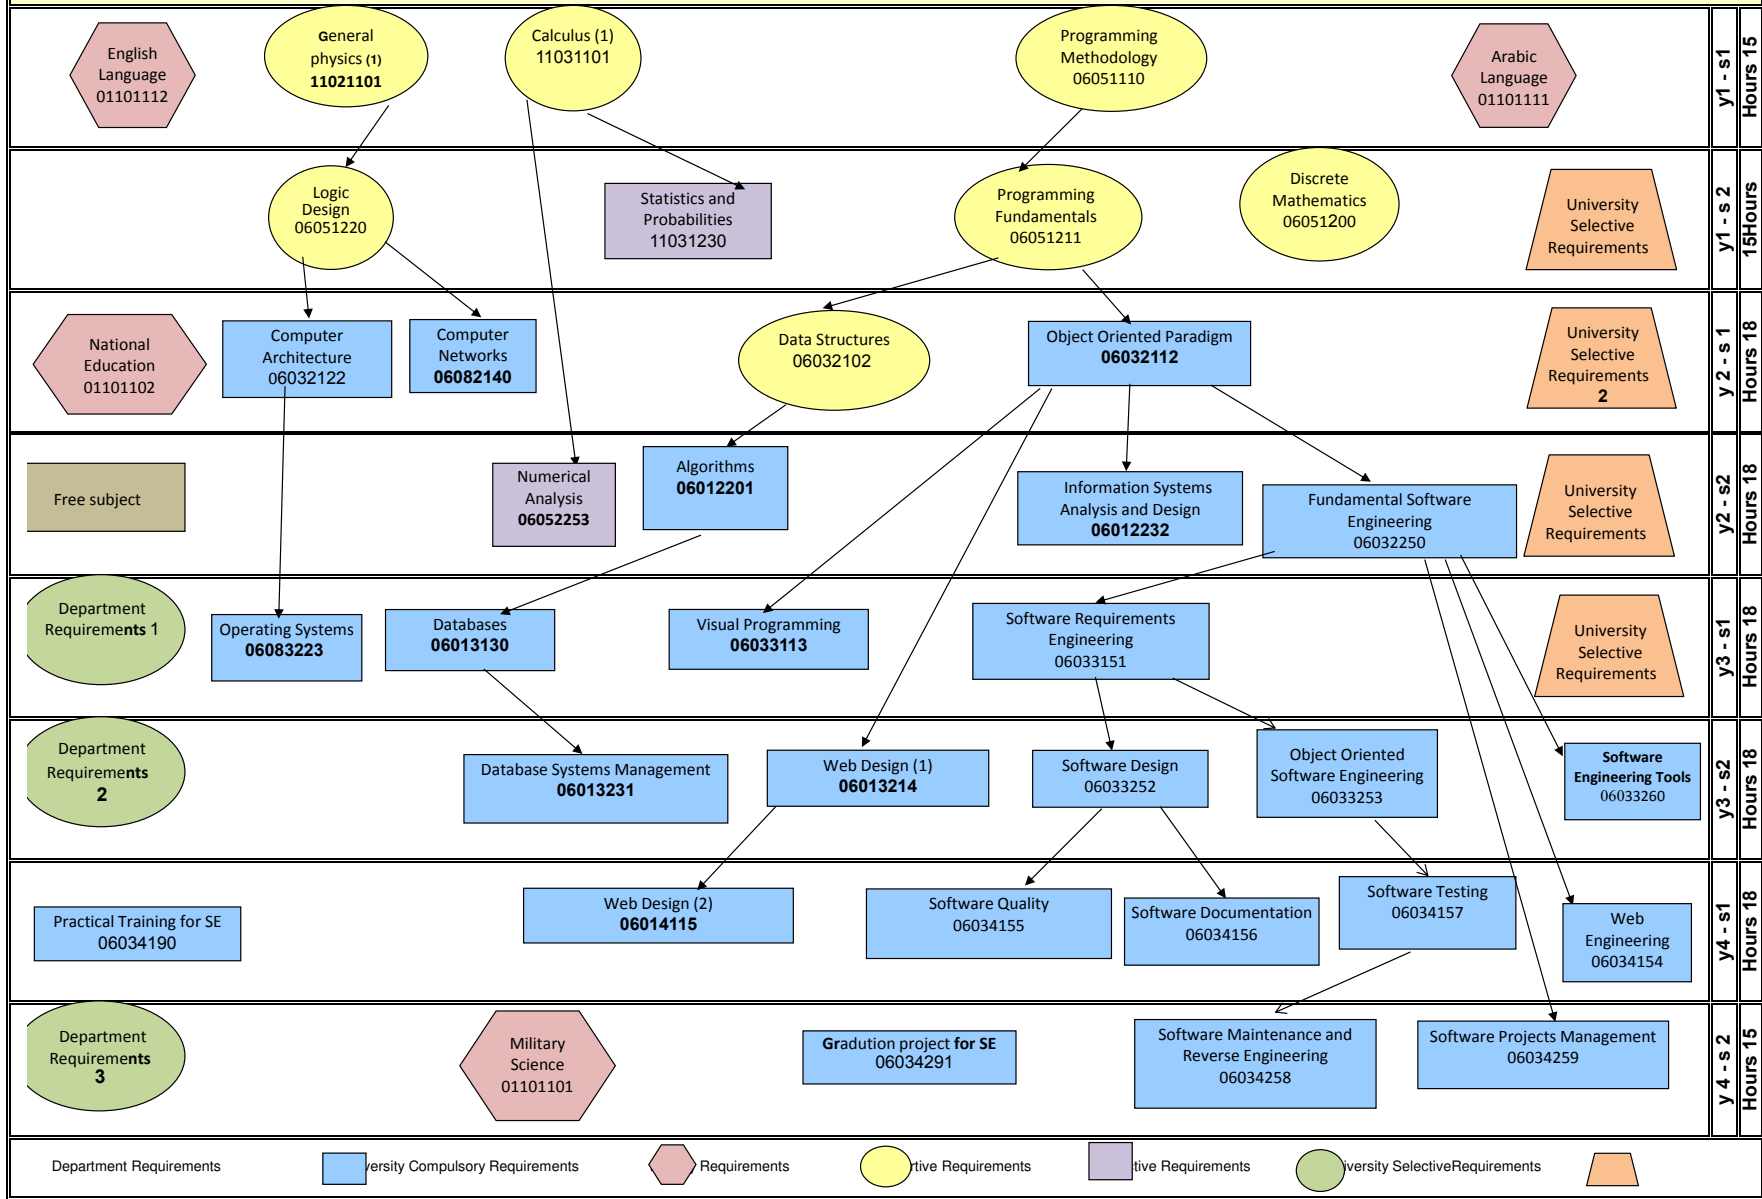 English
Language
01101112
General
physics (1)
11021101
Calculus (1)
11031101
Programming
Methodology
06051110
Arabic
Language
01101111
y1 - s1
Hours 15
Logic
Design
06051220
Statistics and
Probabilities
11031230
Programming
Fundamentals
06051211
Discrete
Mathematics
06051200
University
Selective
Requirements
y1 - s 2
15Hours
National
Education
01101102
Computer
Architecture
06032122
Computer
Networks
06082140
Data Structures
06032102
Object Oriented Paradigm
06032112
University
Selective
Requirements
2
y 2 - s 1
Hours 18
Free subject
Numerical
Analysis
06052253
Algorithms
06012201
Information Systems
Analysis and Design
06012232
Fundamental Software
Engineering
06032250
University
Selective
Requirements
y2 - s2
Hours 18
Department
Requirements 1
Operating Systems
06083223
Databases
06013130
Visual Programming
06033113
Software Requirements
Engineering
06033151
University
Selective
Requirements
y3 - s1
Hours 18
Department
Requirements
2
Database Systems Management
06013231
Web Design (1)
06013214
Software Design
06033252
Object Oriented
Software Engineering
06033253
Software
Engineering Tools
06033260
y3 - s2
Hours 18
Practical Training for SE
06034190
Web Design (2)
06014115
Software Quality
06034155
Software Documentation
06034156
Software Testing
06034157
Web
Engineering
06034154
y4 - s1
Hours 18
Department
Requirements
3
Military
Science
01101101
Gradution project for SE
06034291
Software Maintenance and
Reverse Engineering
06034258
Software Projects Management
06034259
y 4 - s 2
Hours 15
Department Requirements
versity Compulsory Requirements
Requirements
rtive Requirements
tive Requirements
iversity SelectiveRequirements